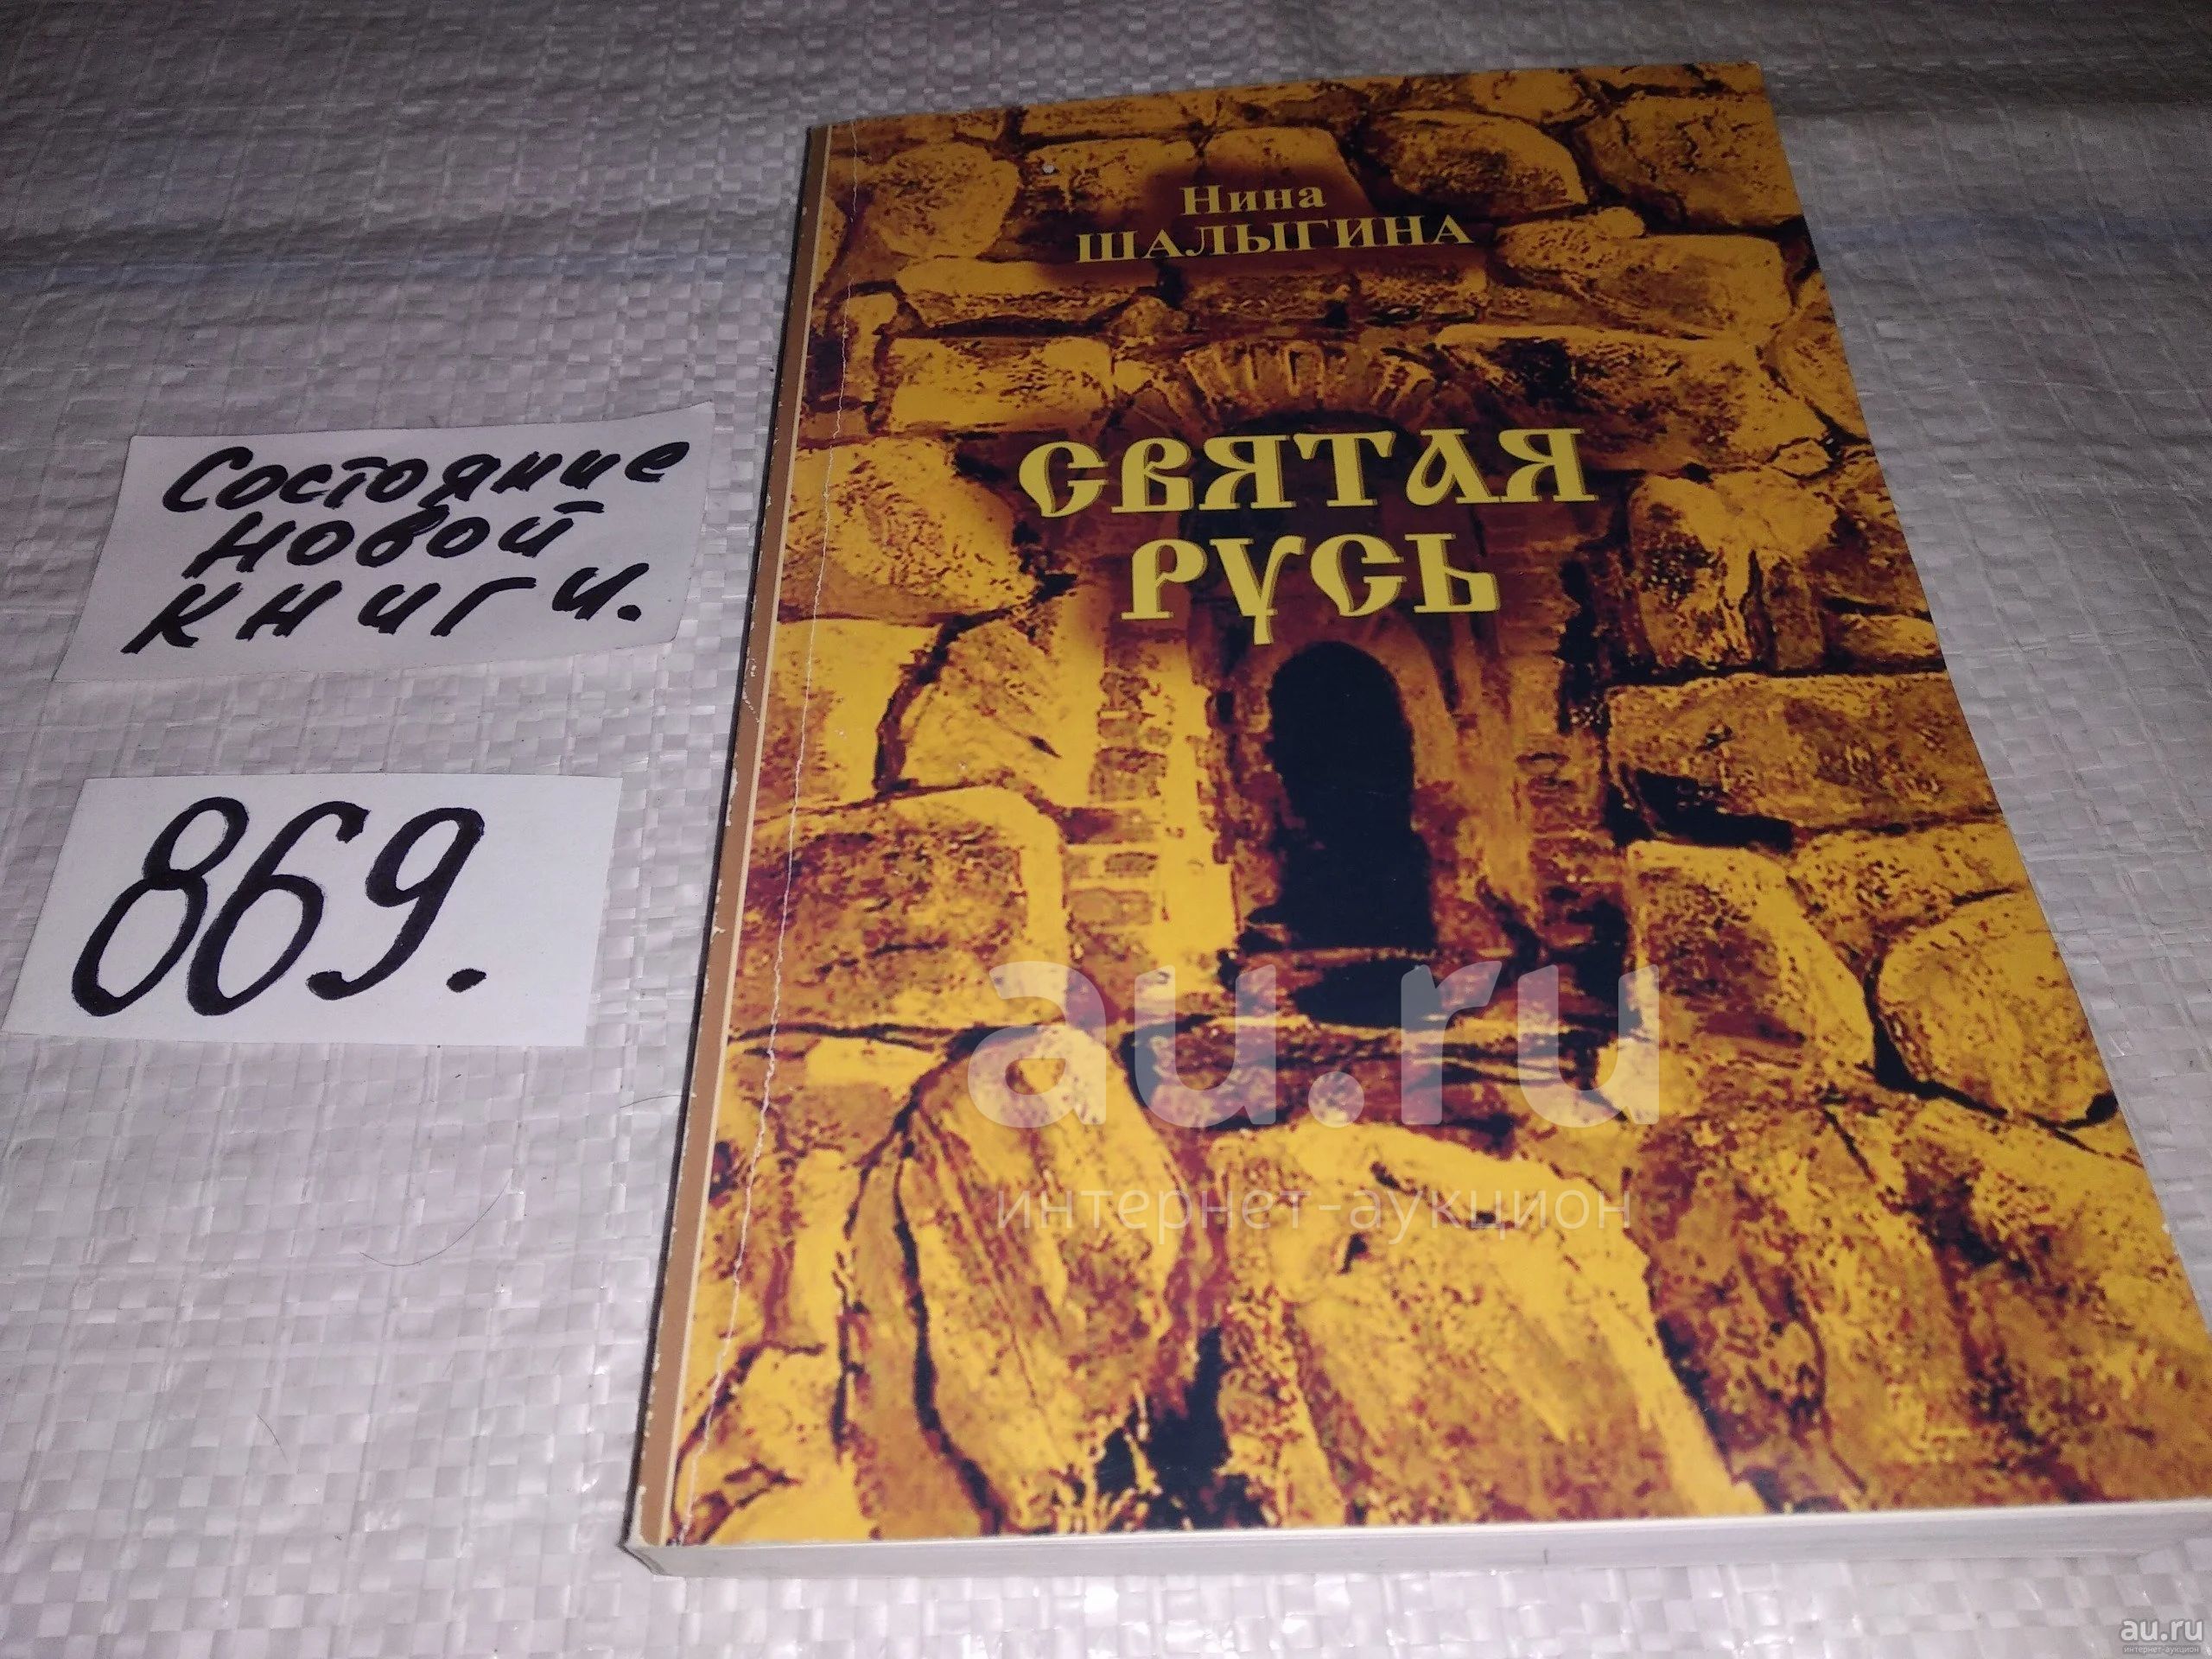 Нина
ШАЛЫГИНА
СВЯТАЯ
РУСЬ
Состояние
новой
книги.
869.
au.ru
интернет-аукцион
au.ru
интернет-аукцион